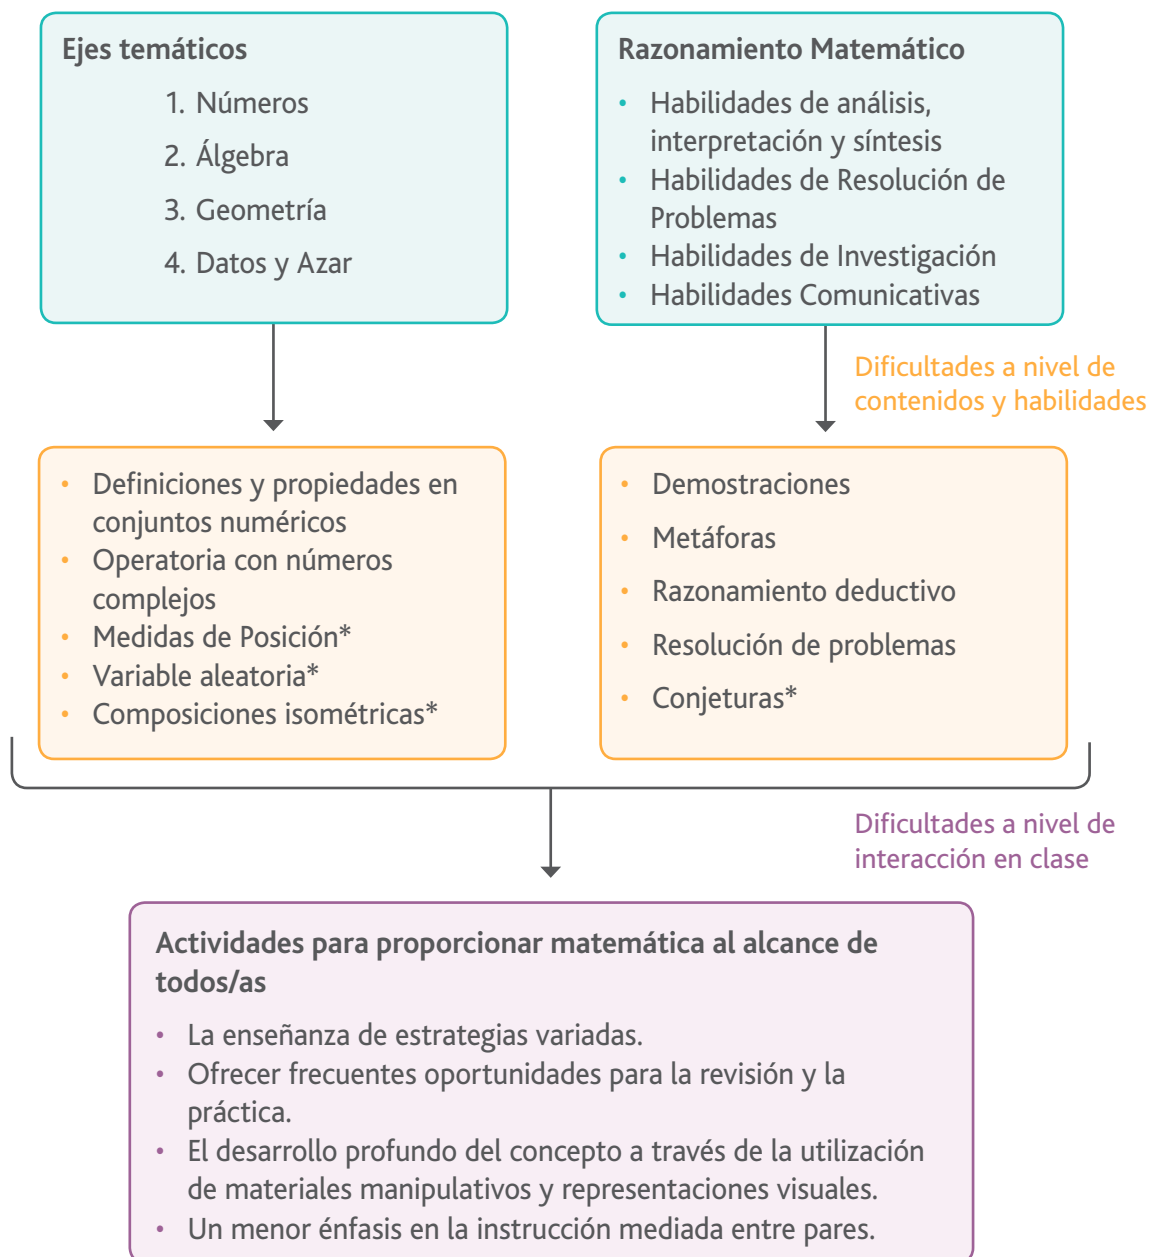 Ejes temáticos
1. Números
2. Álgebra
3. Geometría
4. Datos y Azar
Razonamiento Matemático
• Habilidades de análisis,
interpretación y síntesis
• Habilidades de Resolución de
Problemas
• Habilidades de Investigación
• Habilidades Comunicativas
Dificultades a nivel de
contenidos y habilidades
• Definiciones y propiedades en
conjuntos numéricos
• Operatoria con números
complejos
• Medidas de Posición*
• Variable aleatoria*
• Composiciones isométricas*
• Demostraciones
• Metáforas
• Razonamiento deductivo
• Resolución de problemas
• Conjeturas*
Dificultades a nivel de
interacción en clase
Actividades para proporcionar matemática al alcance de
todos/as
• La enseñanza de estrategias variadas.
• Ofrecer frecuentes oportunidades para la revisión y la
práctica.
• El desarrollo profundo del concepto a través de la utilización
de materiales manipulativos y representaciones visuales.
• Un menor énfasis en la instrucción mediada entre pares.